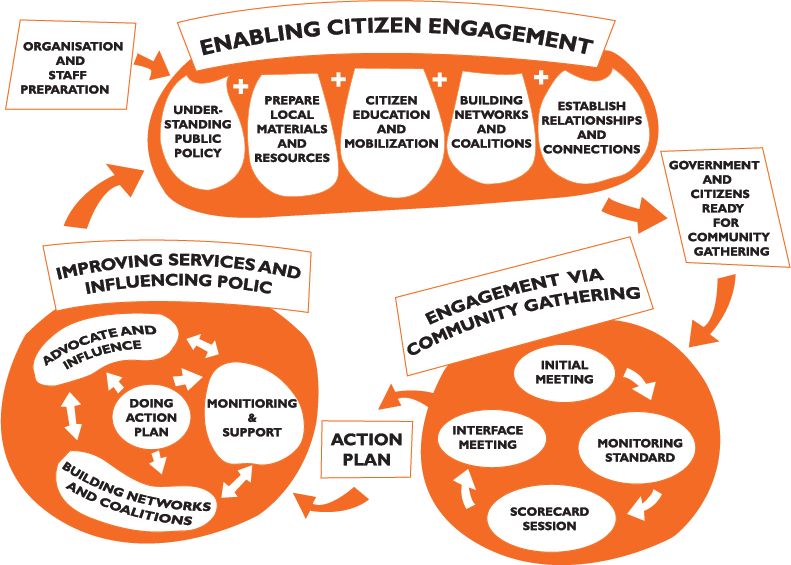 ENABLING CITIZEN ENGAGEMENT
ORGANISATION
AND
STAFF
PREPARATION
UNDER-
STANDING
PUBLIC
POLICY
+
PREPARE
LOCAL
MATERIALS
AND
RESOURCES
+
CITIZEN
EDUCATION
AND
MOBILIZATION
+
BUILDING
NETWORKS
AND
COALITIONS
+
ESTABLISH
RELATIONSHIPS
AND
CONNECTIONS
GOVERNMENT
AND
CITIZENS
READY
FOR
COMMUNITY
GATHERING
ENGAGEMENT VIA
COMMUNITY GATHERING
INITIAL
MEETING
MONITORING
STANDARD
SCORECARD
SESSION
INTERFACE
MEETING
ACTION
PLAN
IMPROVING SERVICES AND
INFLUENCING POLIC
ADVOCATE AND
INFLUENCE
DOING
ACTION
PLAN
MONITIORING
&
SUPPORT
BUILDING NETWORKS
AND COALITIONS